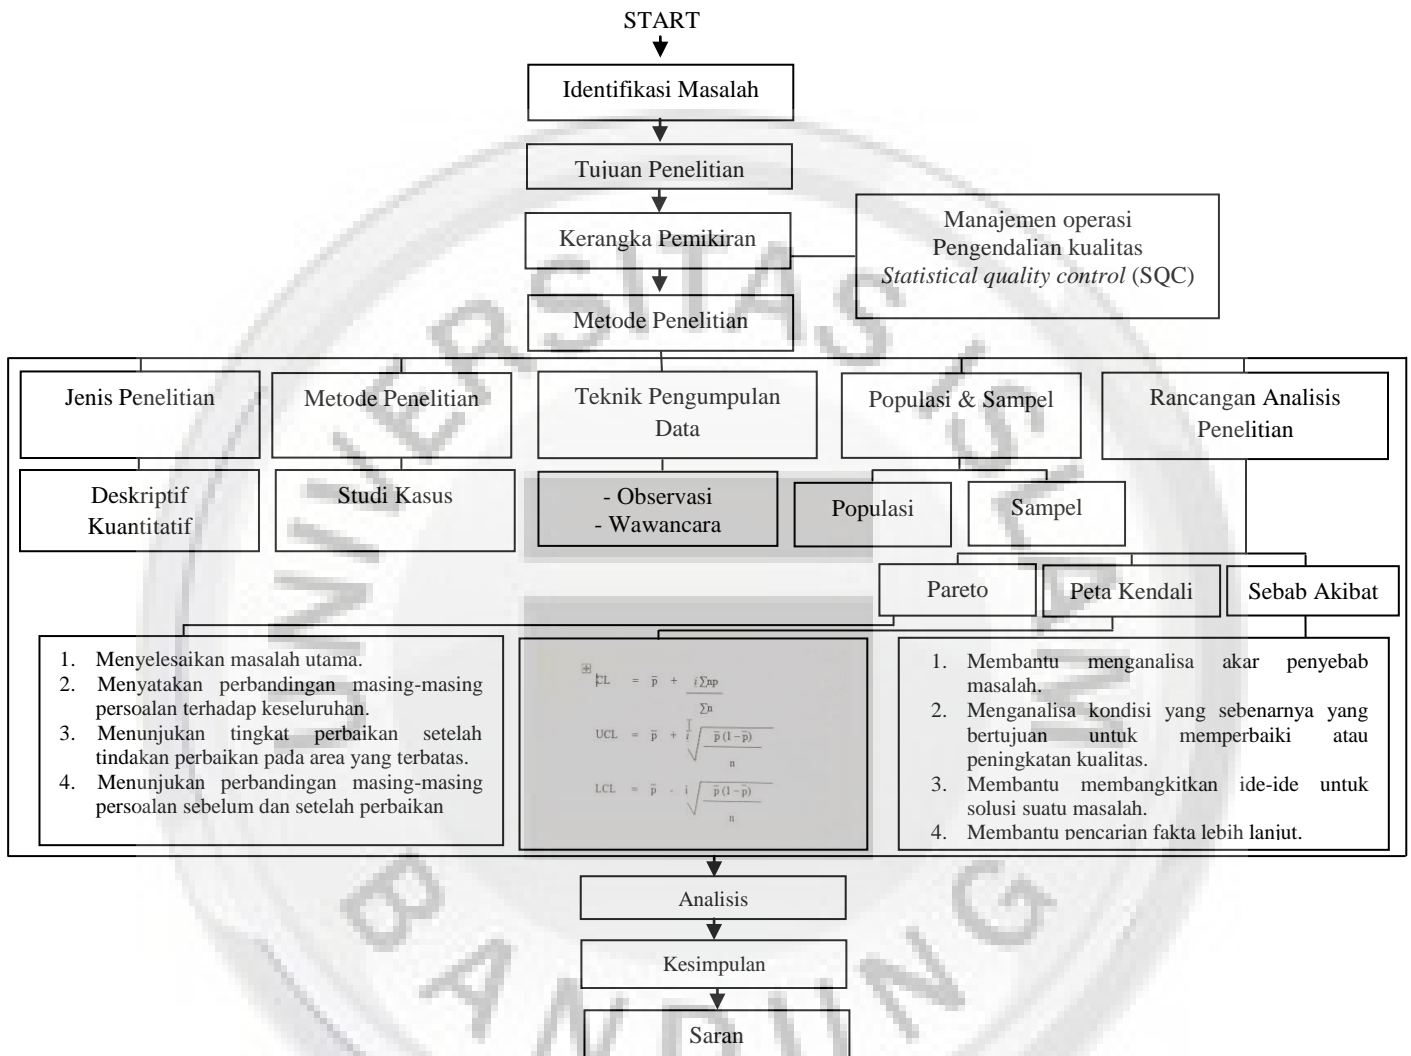 START
Identifikasi Masalah
Tujuan Penelitian
Kerangka Pemikiran
Manajemen operasi
Pengendalian kualitas
Statistical quality control (SQC)
Metode Penelitian
Jenis Penelitian
Metode Penelitian
Teknik Pengumpulan
Data
Populasi & Sampel
Rancangan Analisis
Penelitian
Deskriptif
Kuantitatif
Studi Kasus
- Observasi
- Wawancara
Populasi
Sampel
Pareto
Peta Kendali
Sebab Akibat
1. Menyelesaikan masalah utama.
2. Menyatakan perbandingan masing-masing
persoalan terhadap keseluruhan.
3. Menunjukan tingkat perbaikan setelah
tindakan perbaikan pada area yang terbatas.
4. Menunjukan perbandingan masing-masing
persoalan sebelum dan setelah perbaikan
CL = p̅ + i∑np
∑n
UCL = p̅ + i√ p̅ (1 – p̅)
n
LCL = p̅ - i√ p̅ (1 – p̅)
n
1. Membantu menganalisa akar penyebab
masalah.
2. Menganalisa kondisi yang sebenarnya yang
bertujuan untuk memperbaiki atau
peningkatan kualitas.
3. Membantu membangkitkan ide-ide untuk
solusi suatu masalah.
4. Membantu pencarian fakta lebih lanjut.
Analisis
Kesimpulan
Saran
UNIVERSITAS ISLAM
BANDUNG